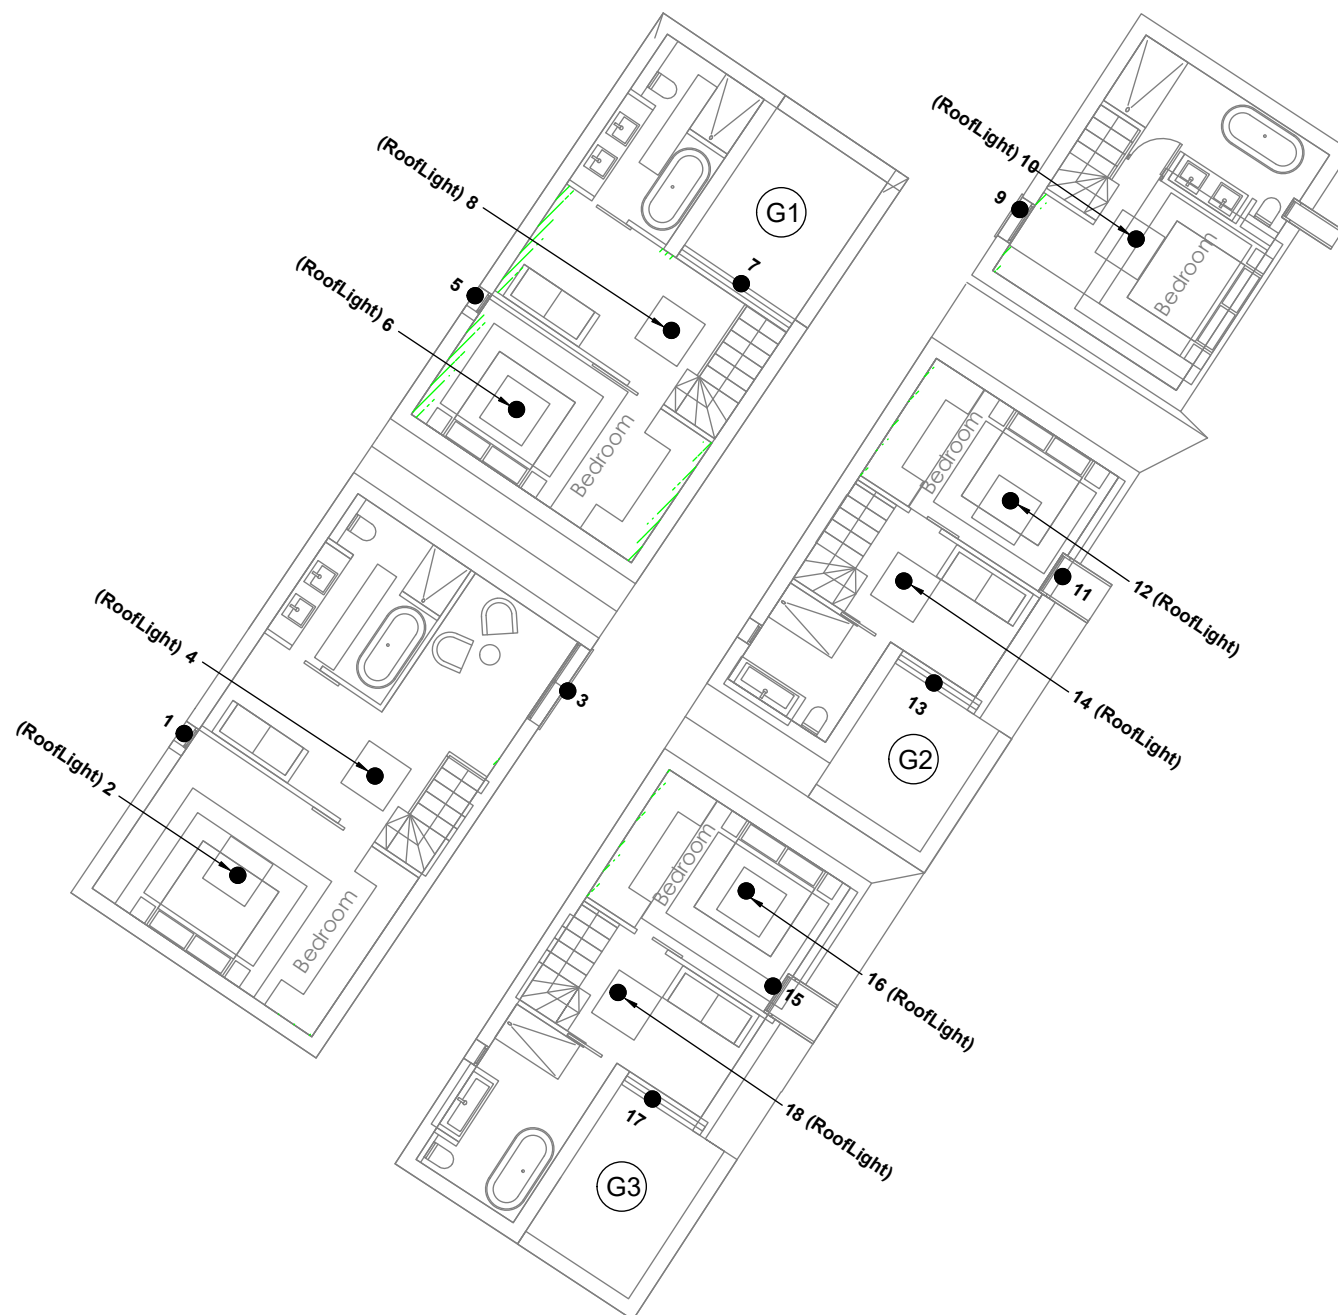 G1
(RoofLight) 8
7
5
(RoofLight) 6
Bedroom
(RoofLight) 10
9
Bedroom
(RoofLight) 4
3
1
(RoofLight) 2
Bedroom
Bedroom
11
12 (RoofLight)
13
14 (RoofLight)
G2
Bedroom
15
16 (RoofLight)
17
18 (RoofLight)
G3